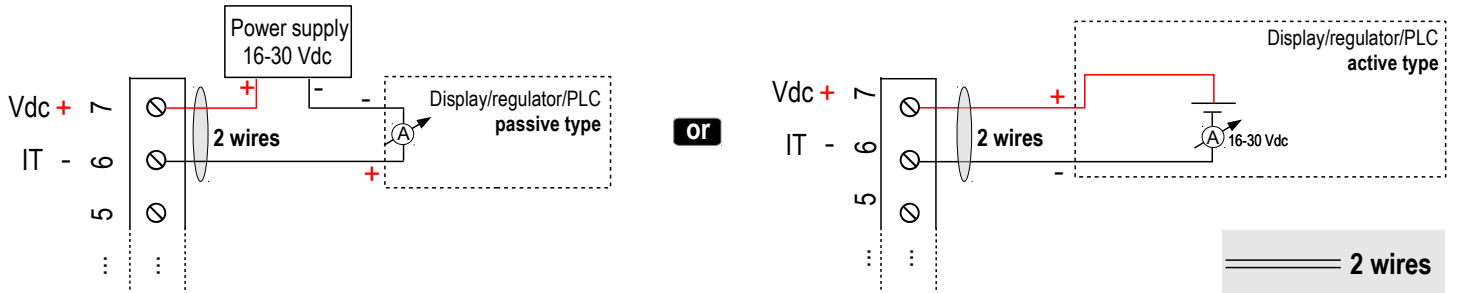 Power supply
16-30 Vdc
+
-
Vdc + 7
-
Display/regulator/PLC
passive type
A
2 wires
IT - 6
+
5
... ...
or
Display/regulator/PLC
active type
Vdc + 7
+
2 wires
A 16-30 Vdc
IT - 6
-
5
... ...
2 wires